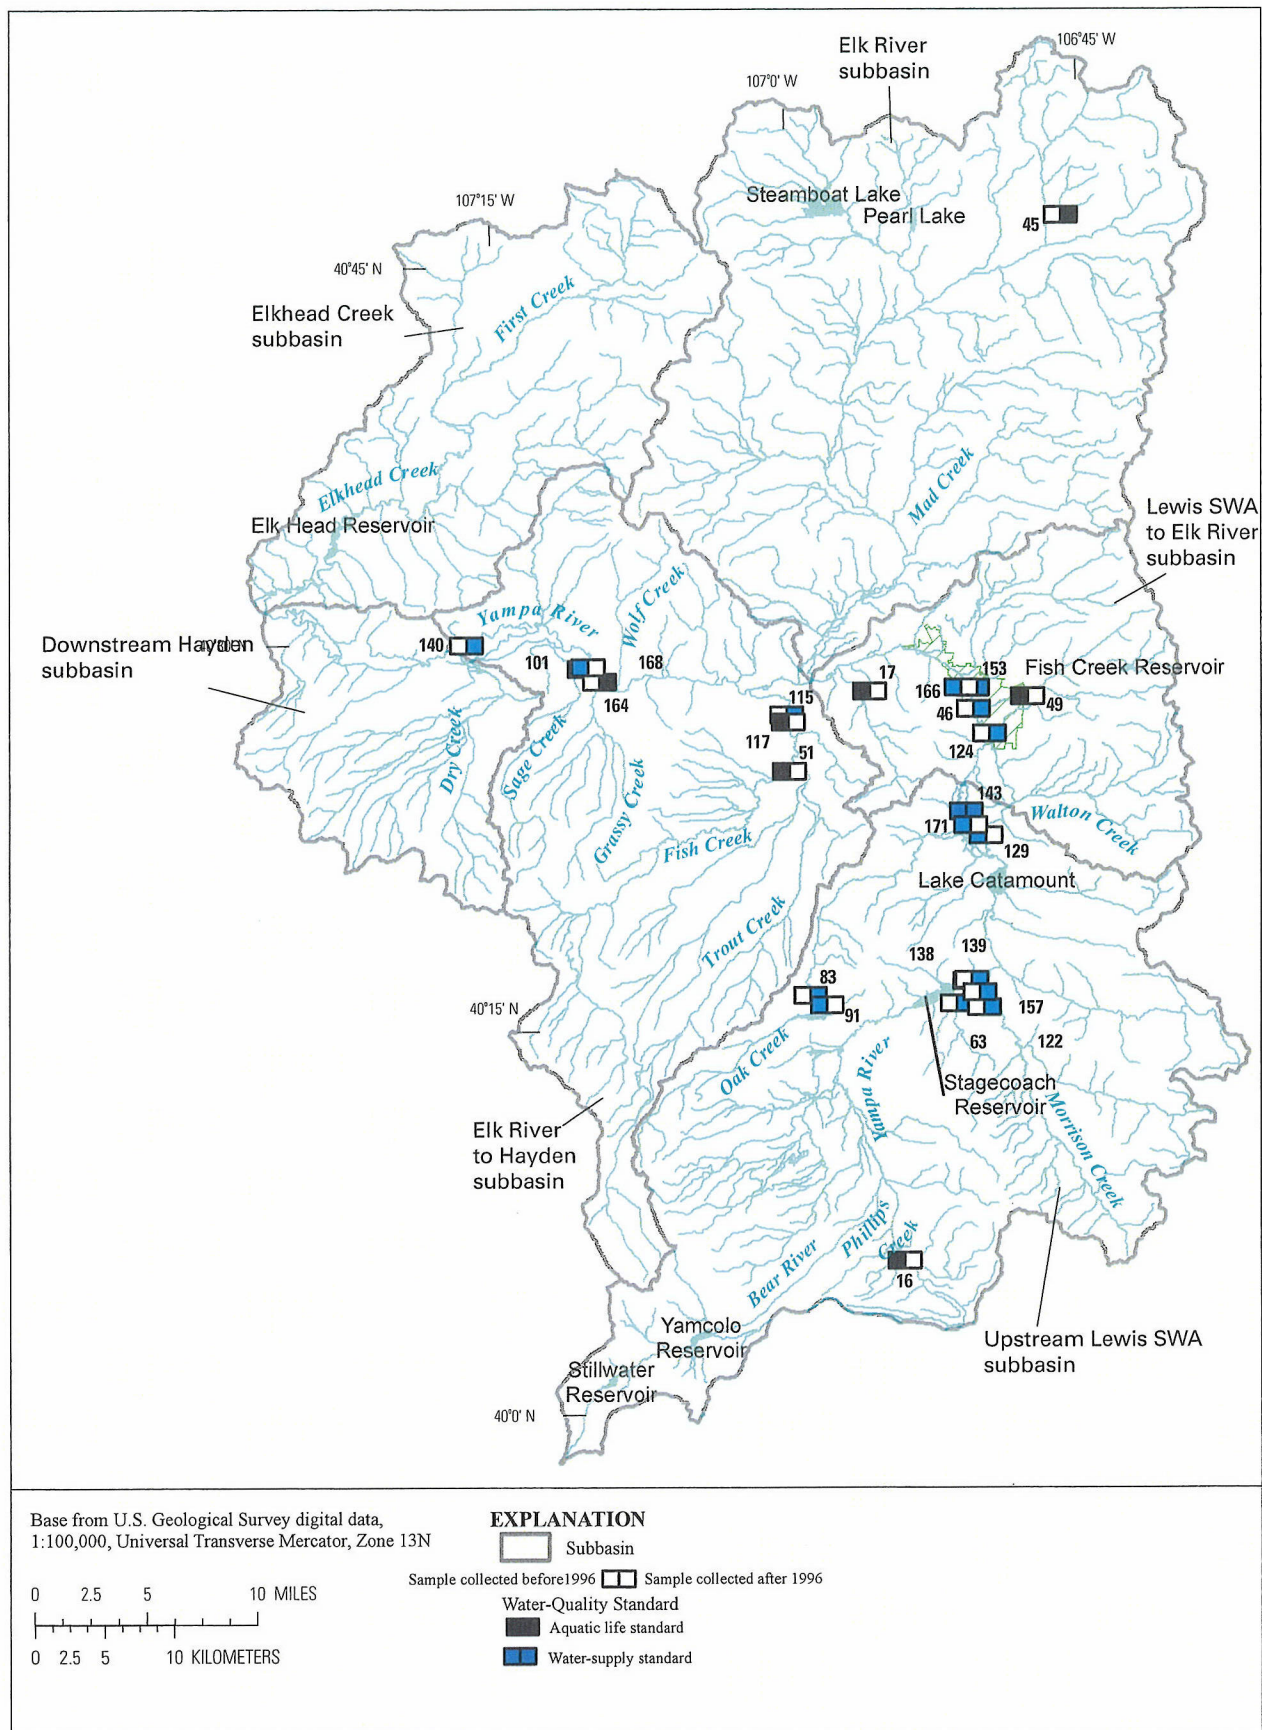 106°45' W
Elk River
subbasin
107°0' W
Steamboat Lake
Pearl Lake
107°15' W
45
40°45' N
First Creek
Elkhead Creek
subbasin
Elkhead Creek
Mad Creek
Elk Head Reservoir
Lewis SWA
to Elk River
subbasin
Wolf Creek
Yampa River
Downstream Hayden
subbasin
140
101
168
164
17
153
Fish Creek Reservoir
166
49
46
115
117
124
51
Dry Creek
Sage Creek
Grassy Creek
Fish Creek
143
Walton Creek
171
129
Lake Catamount
Trout Creek
138
139
83
91
157
40°15' N
63
122
Oak Creek
Yampa River
Stagecoach
Reservoir
Morrison Creek
Elk River
to Hayden
subbasin
Phillips
Creek
Bear River
16
Yamcolo
Reservoir
Upstream Lewis SWA
subbasin
Stillwater
Reservoir
40°0' N
Base from U.S. Geological Survey digital data,
1:100,000, Universal Transverse Mercator, Zone 13N
0 2.5 5 10 MILES
0 2.5 5 10 KILOMETERS
EXPLANATION
Subbasin
Sample collected before1996 Sample collected after 1996
Water-Quality Standard
Aquatic life standard
Water-supply standard